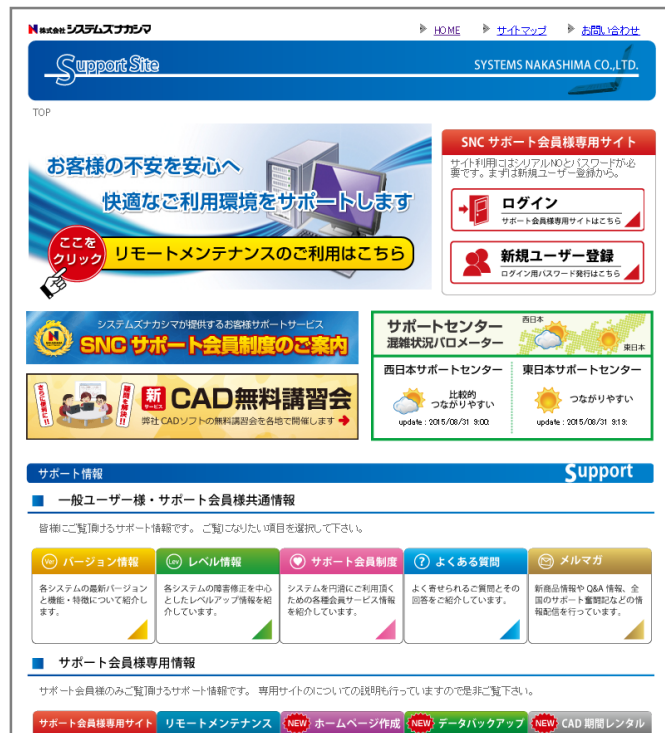 株式会社 システムズナカシマ
HOME サイトマップ お問い合わせ
Support Site SYSTEMS NAKASHIMA CO.,LTD.
TOP
お客様の不安を安心へ
快適なご利用環境をサポートします
ここを
クリック
リモートメンテナンスのご利用はこちら
SNC サポート会員様専用サイト
サイト利用にはシリアルNOとパスワードが必
要です。まずは新規ユーザー登録から。
ログイン
サポート会員様専用サイトはこちら
新規ユーザー登録
ログイン用パスワード発行はこちら
システムズナカシマが提供するお客様サポートサービス
SNC サポート会員制度のご案内
さらに便利に!!
疑問を解決!!
新
サービス
CAD無料講習会
弊社 CADソフトの無料講習会を各地で開催します
サポートセンター
混雑状況バロメーター
西日本
東日本
西日本サポートセンター
比較的
つながりやすい
update : 2015/08/31 9:00:
東日本サポートセンター
つながりやすい
update : 2015/08/31 9:19:
サポート情報 Support
一般ユーザー様・サポート会員様共通情報
皆様にご覧頂けるサポート情報です。 ご覧になりたい項目を選択して下さい。
Ver バージョン情報
各システムの最新バージョン
と機能・特徴について紹介し
ます。
Lev レベル情報
各システムの障害修正を中心
としたレベルアップ情報を紹
介しています。
サポート会員制度
システムを円滑にご利用頂く
ための各種会員サービス情報
を紹介しています。
? よくある質問
よく寄せられるご質問とその
回答をご紹介しています。
メルマガ
新商品情報や Q&A 情報、全
国のサポート奮闘記などの情
報配信を行っています。
サポート会員様専用情報
サポート会員様のみご覧頂けるサポート情報です。 専用サイトのについての説明も行っていますので是非ご覧下さい。
サポート会員様専用サイト
リモートメンテナンス
NEW ホームページ作成
NEW データバックアップ
NEW CAD 期間レンタル